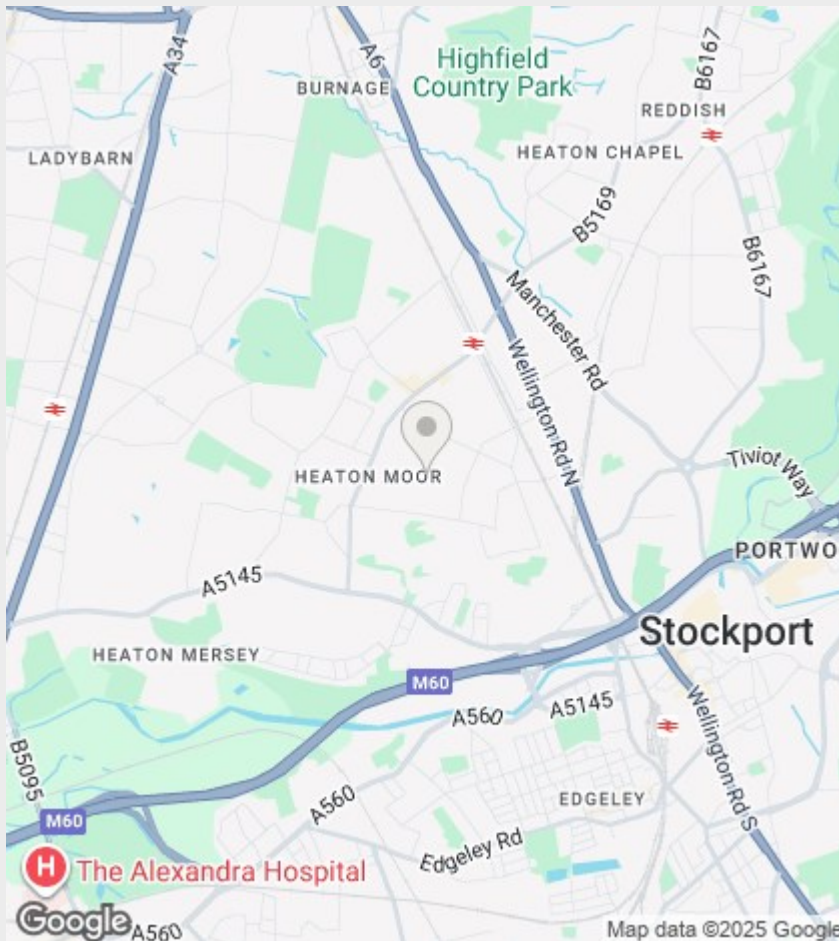 A34
A6
B6167
Highfield
Country Park
BURNAGE
REDDISH
LADYBARN
HEATON CHAPEL
B5169
B6167
Manchester Rd
Wellington Rd N
HEATON MOOR
Tiviot Way
PORTWO
A5145
Stockport
HEATON MERSEY
M60
A560
A5145
Wellington Rd S
B5095
EDGELEY
A560
M60
Edgeley Rd
H
The Alexandra Hospital
Google
A560
Map data ©2025 Google